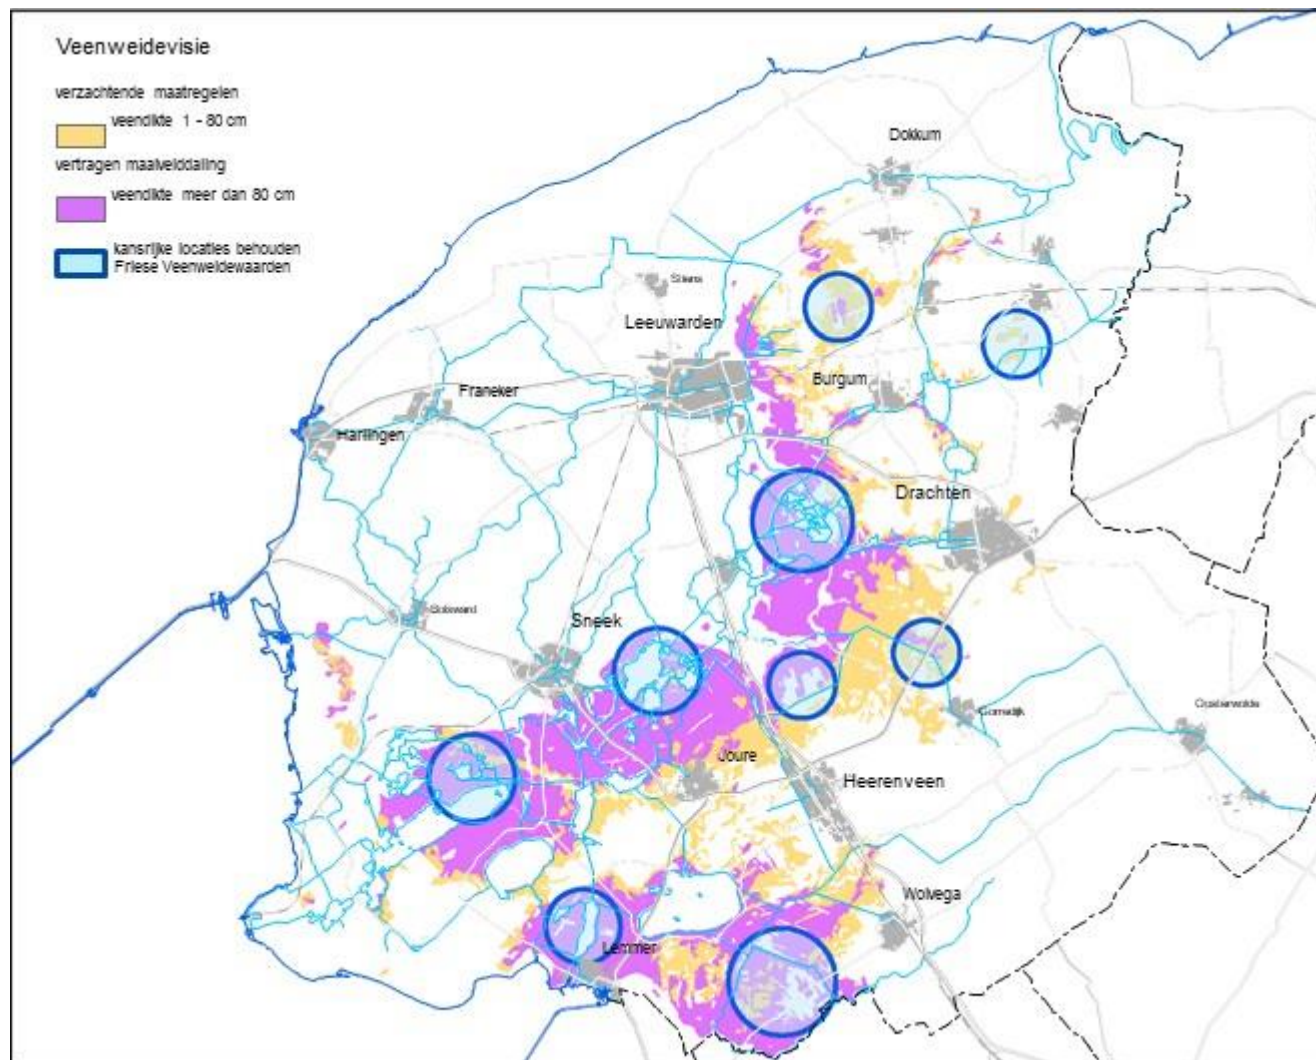 Veenweidevisie
verzachtende maatregelen
veendikte 1 - 80 cm
vertragen maaivelddaling
veendikte meer dan 80 cm
kansrijke locaties behouden
Friese Veenweidewaarden
Dokkum
Stiens
Leeuwarden
Burgum
Franeker
Harlingen
Drachten
Bolsward
Sneek
Gorredijk
Oosterwolde
Joure
Heerenveen
Wolvega
Lemmer